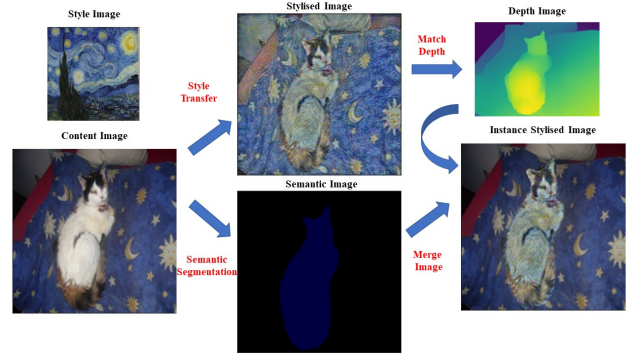 Style Image
Stylised Image
Depth Image
Match
Depth
Style
Transfer
Content Image
Instance Stylised Image
Semantic Image
Semantic
Segmentation
Merge
Image